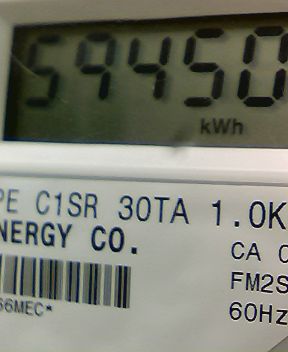 59450
kWh
PE C1SR 30TA 1.0K
NERGY CO.
CA
FM2S
60Hz
66MEC*